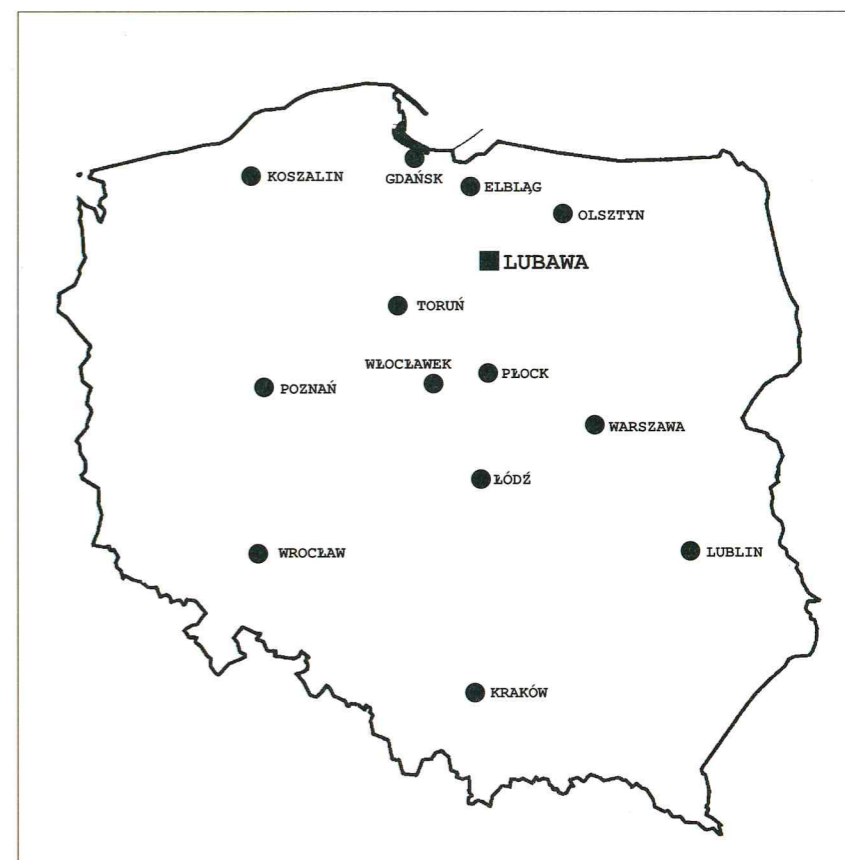 KOSZALIN
GDAŃSK
ELBLĄG
OLSZTYN
LUBAWA
TORUŃ
WŁOCŁAWEK
PŁOCK
POZNAŃ
WARSZAWA
ŁÓDŹ
WROCŁAW
LUBLIN
KRAKÓW